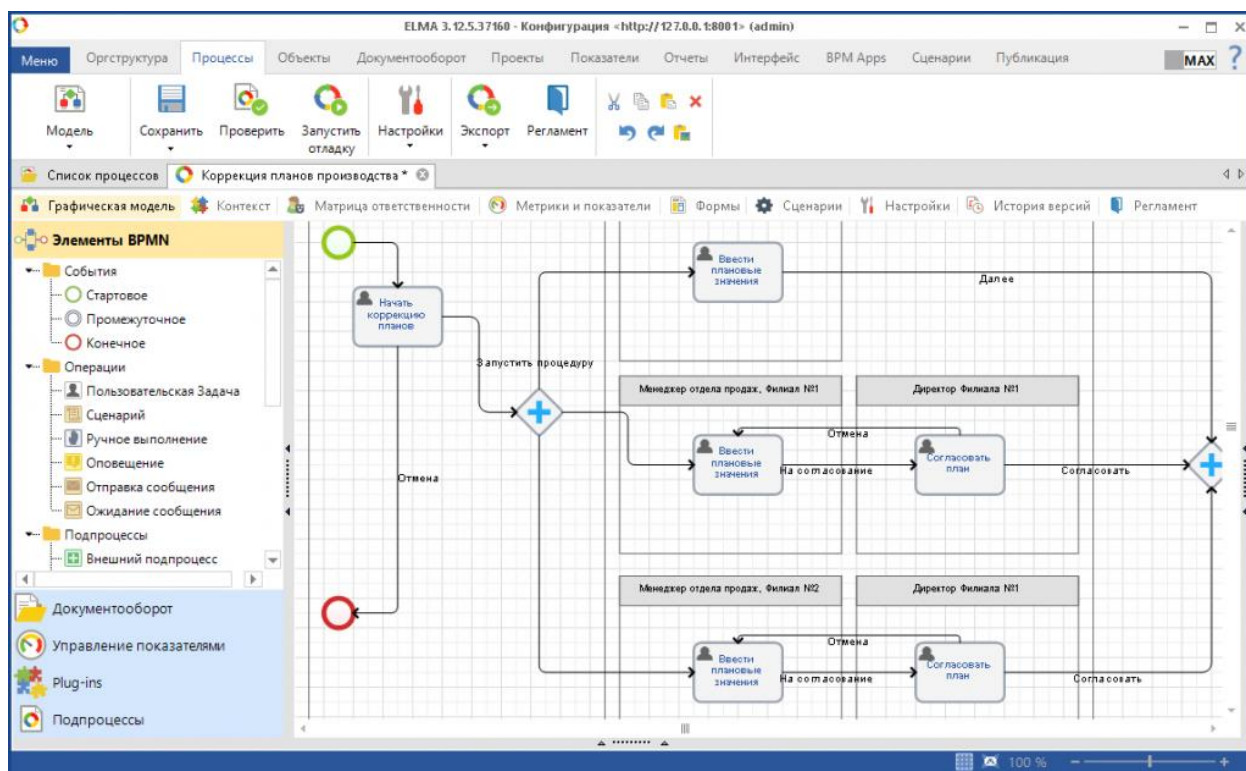 ELMA 3.12.5.37160 - Конфигурация <http://127.0.0.1:8001> (admin)
Меню Оргструктура Процессы Объекты Документооборот Проекты Показатели Отчеты Интерфейс BPM Apps Сценарии Публикация MAX ?
Модель Сохранить Проверить Запустить отладку Настройки Экспорт Регламент
Список процессов Коррекция планов производства *
Графическая модель Контекст Матрица ответственности Метрики и показатели Формы Сценарии Настройки История версий Регламент
Элементы BPMN
События
Стартовое
Промежуточное
Конечное
Операции
Пользовательская Задача
Сценарий
Ручное выполнение
Оповещение
Отправка сообщения
Ожидание сообщения
Подпроцессы
Внешний подпроцесс
Документооборот
Управление показателями
Plug-ins
Подпроцессы
Начать
коррекцию
планов
Запустить процедуру
Отмена
Ввести
плановые
значения
Далее
Менеджер отдела продаж, Филиал №1
Директор Филиала №1
Ввести
плановые
значения
Отмена
На согласование
Согласовать
план
Согласовать
Менеджер отдела продаж, Филиал №2
Директор Филиала №1
Ввести
плановые
значения
Отмена
На согласование
Согласовать
план
Согласовать
100 %